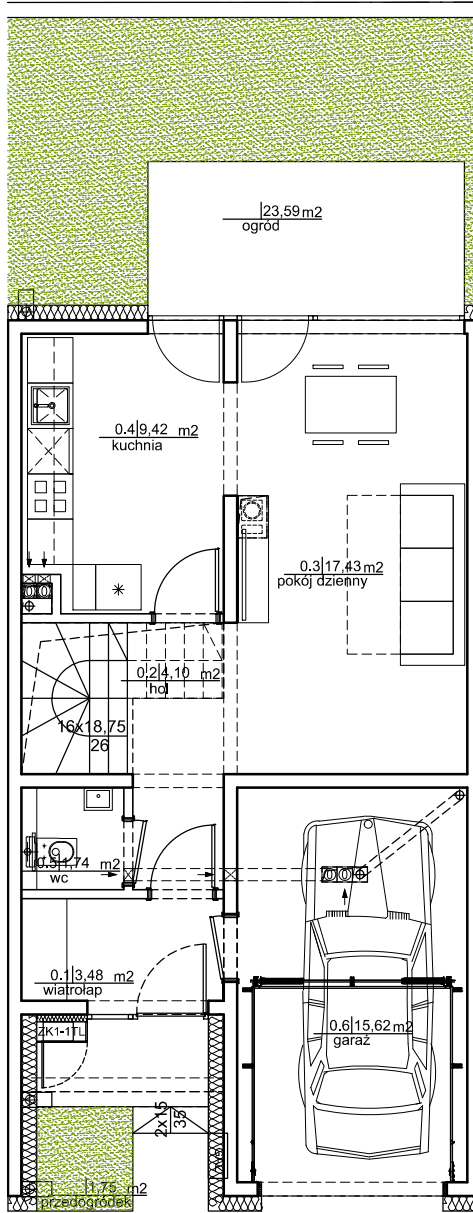 23,59 m2
ogród
0.4 9,42 m2
kuchnia
0.3 17,43 m2
pokój dzienny
0.2 4,10 m2
hol
16x18,75
26
0.5 1,74 m2
wc
0.1 3,48 m2
wiatrołap
0.6 15,62 m2
garaż
ZK1-1TL
2x15
35
1,75 m2
przedogródek